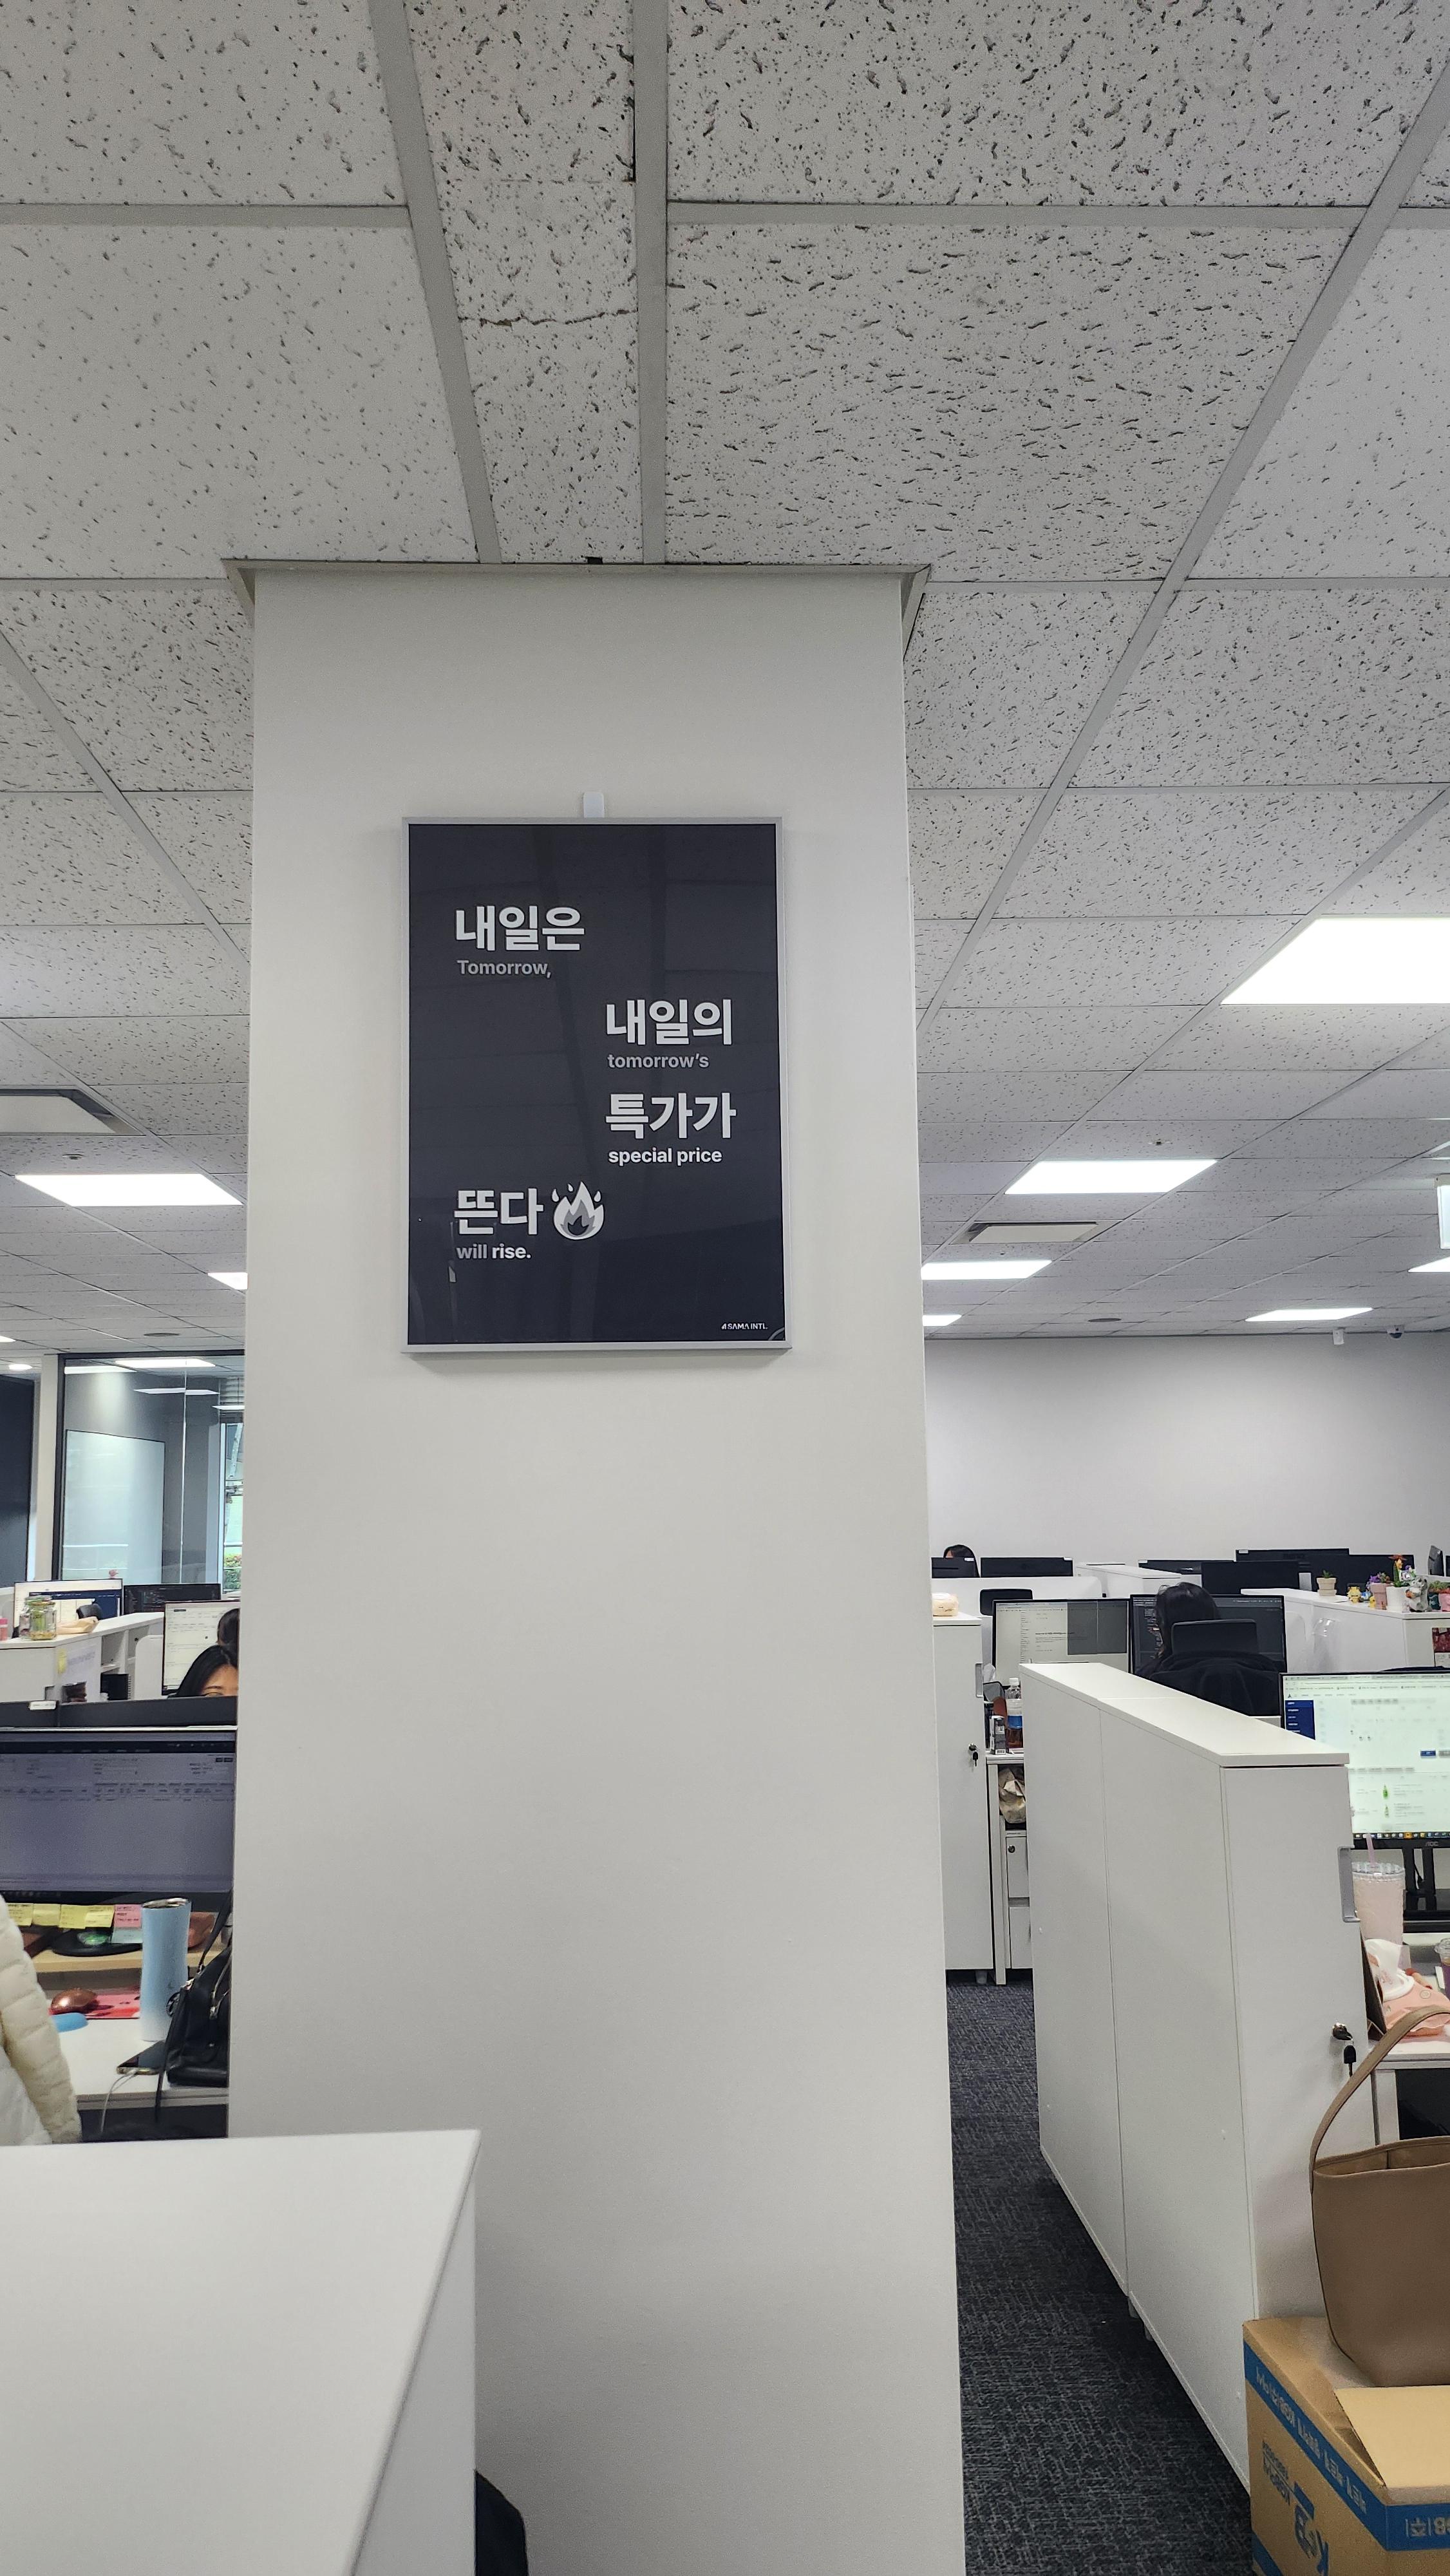 내일은
Tomorrow,
내일의
tomorrow's
특가가
special price
뜬다
will rise.
SAMA INTL.